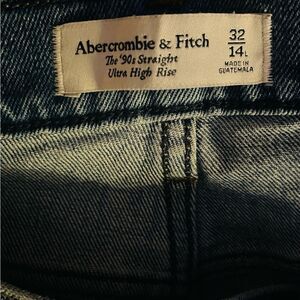 Abercrombie & Fitch
The '90s Straight
Ultra High Rise
32
14L
MADE IN
GUATEMALA